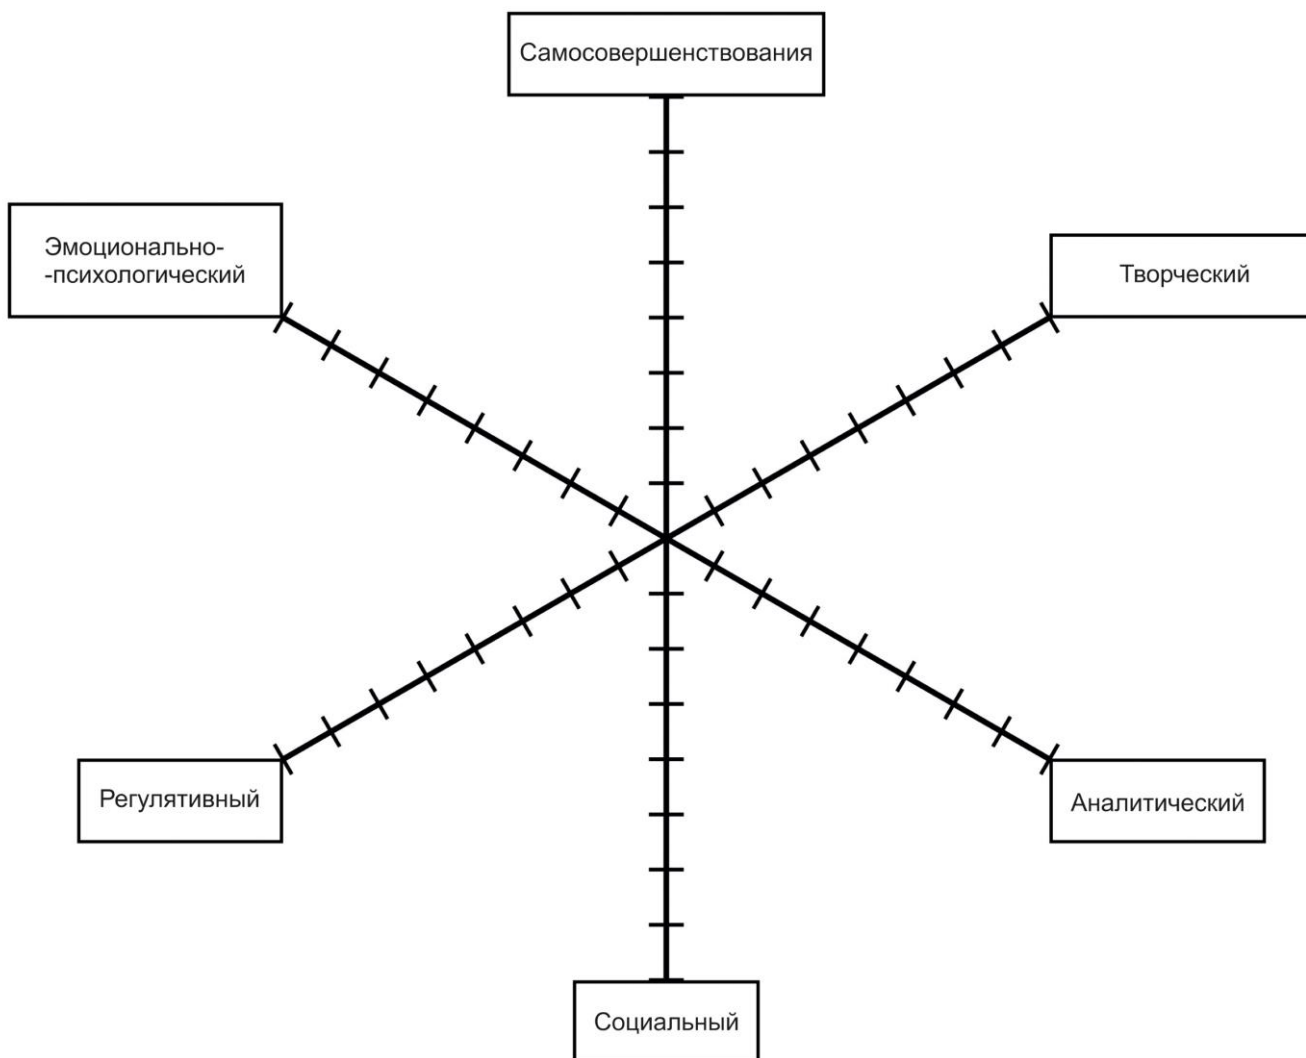 Самосовершенствования
Эмоционально-
-психологический
Творческий
Регулятивный
Аналитический
Социальный